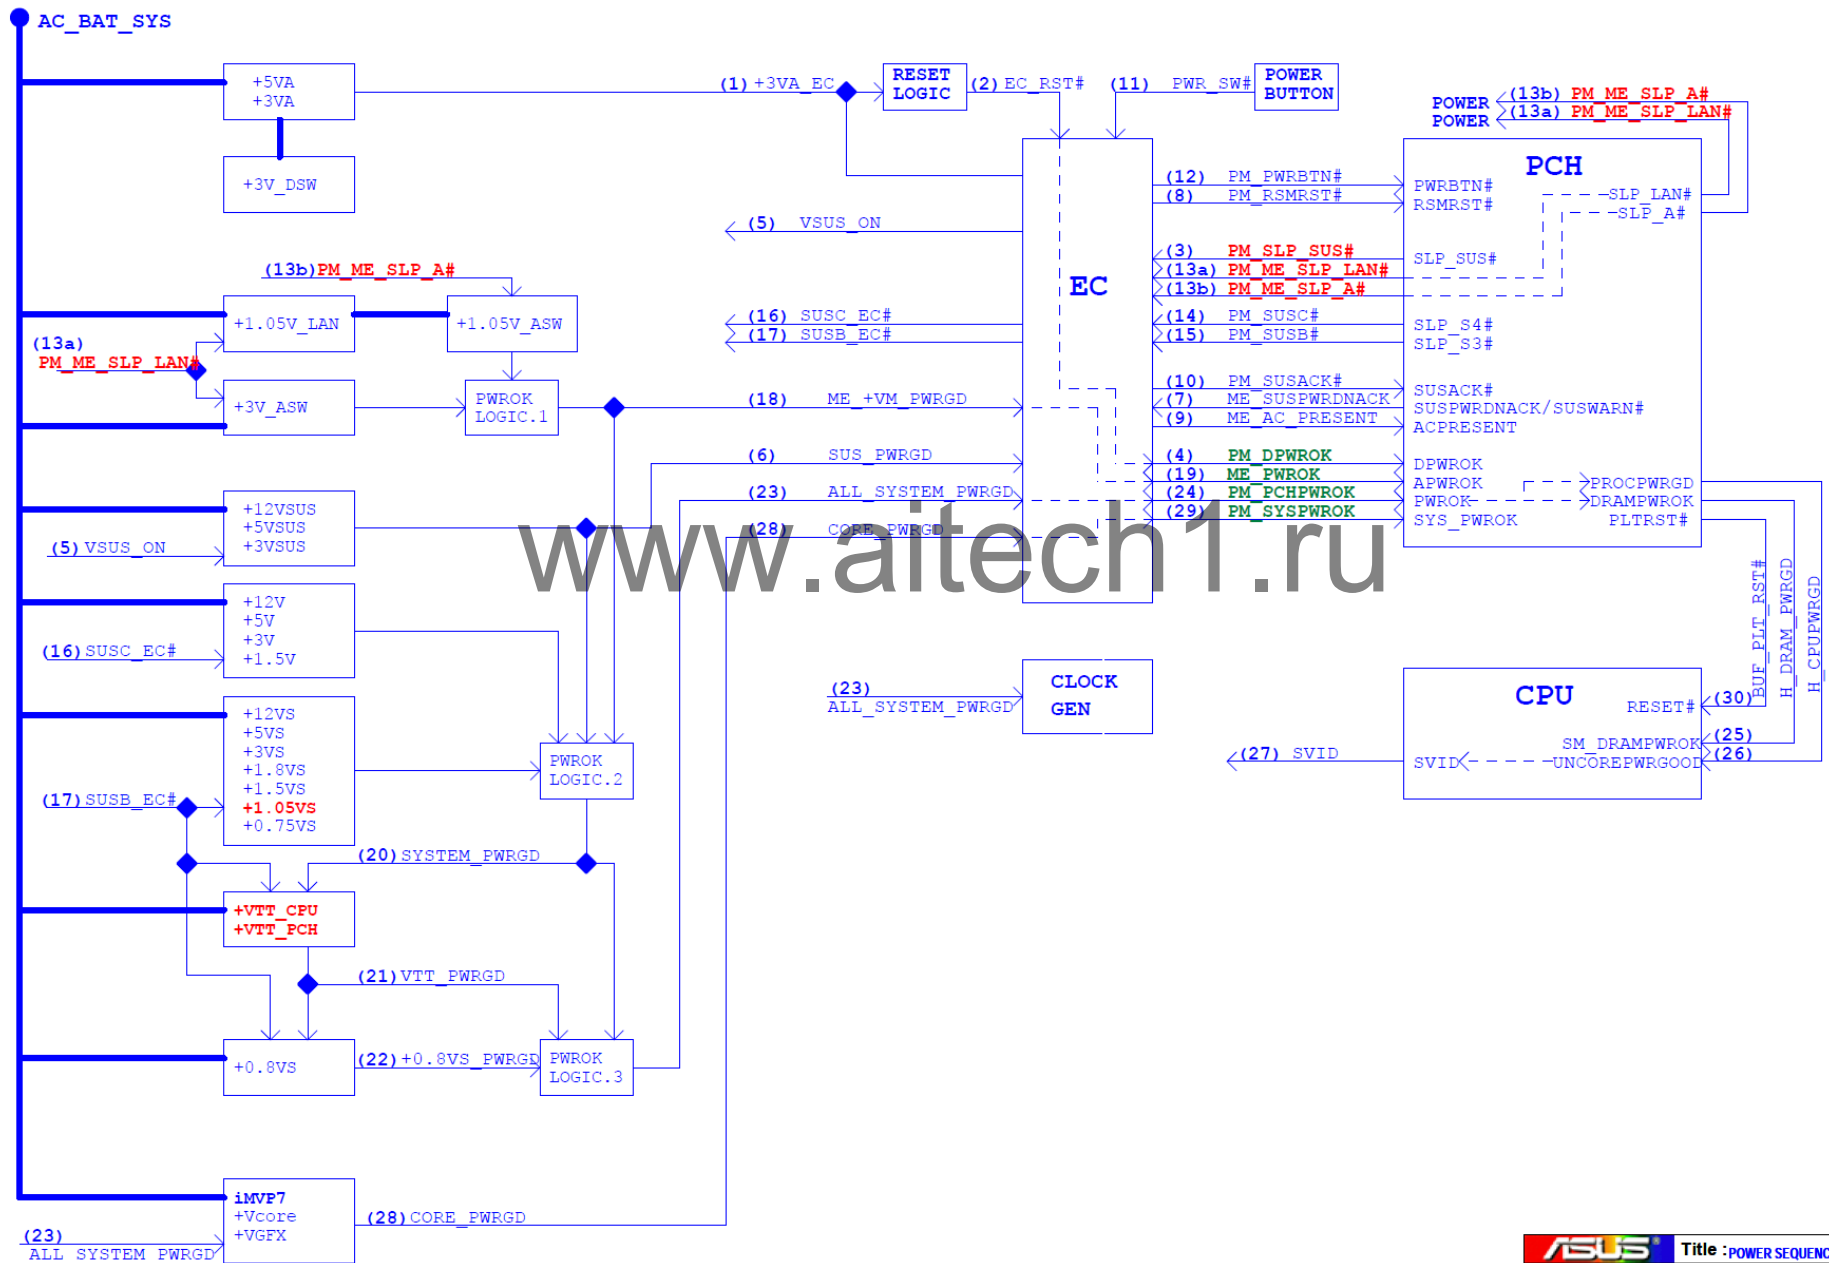 AC_BAT_SYS
+5VA
+3VA
(1) +3VA_EC
RESET
LOGIC
(2) EC_RST#
(11) PWR_SW#
POWER
BUTTON
POWER (13b) PM_ME_SLP_A#
POWER (13a) PM_ME_SLP_LAN#
+3V_DSW
EC
PCH
(12) PM_PWRBTN#
(8) PM_RSMRST#
PWRBTN#
RSMRST#
SLP_LAN#
SLP_A#
(5) VSUS_ON
(3) PM_SLP_SUS#
(13a) PM_ME_SLP_LAN#
(13b) PM_ME_SLP_A#
SLP_SUS#
(16) SUSC_EC#
(17) SUSB_EC#
(14) PM_SUSC#
(15) PM_SUSB#
SLP_S4#
SLP_S3#
(10) PM_SUSACK#
(7) ME_SUSPWRDNACK
(9) ME_AC_PRESENT
SUSACK#
SUSPWRDNACK/SUSWARN#
ACPRESENT
(4) PM_DPWROK
(19) ME_PWROK
(24) PM_PCHPWROK
(29) PM_SYSPWROK
DPWROK
APWROK
PWROK
SYS_PWROK
PROCPWRGD
DRAMPWROK
PLTRST#
(13b) PM_ME_SLP_A#
+1.05V_LAN
+1.05V_ASW
(13a)
PM_ME_SLP_LAN#
+3V_ASW
PWROK
LOGIC.1
(18) ME_+VM_PWRGD
(6) SUS_PWRGD
(23) ALL_SYSTEM_PWRGD
(28) CORE_PWRGD
+12VSUS
+5VSUS
+3VSUS
(5) VSUS_ON
www.aitech1.ru
+12V
+5V
+3V
+1.5V
(16) SUSC_EC#
BUF_PLT_RST#
H_DRAM_PWRGD
H_CPUPWRGD
(23)
ALL_SYSTEM_PWRGD
CLOCK
GEN
CPU
RESET# (30)
SM_DRAMPWROK (25)
UNCOREPWRGOOD (26)
SVID
(27) SVID
+12VS
+5VS
+3VS
+1.8VS
+1.5VS
+1.05VS
+0.75VS
(17) SUSB_EC#
PWROK
LOGIC.2
(20) SYSTEM_PWRGD
+VTT_CPU
+VTT_PCH
(21) VTT_PWRGD
+0.8VS
(22) +0.8VS_PWRGD
PWROK
LOGIC.3
iMVP7
+Vcore
+VGFX
(28) CORE_PWRGD
(23)
ALL SYSTEM PWRGD
ASUS Title : POWER SEQUENC